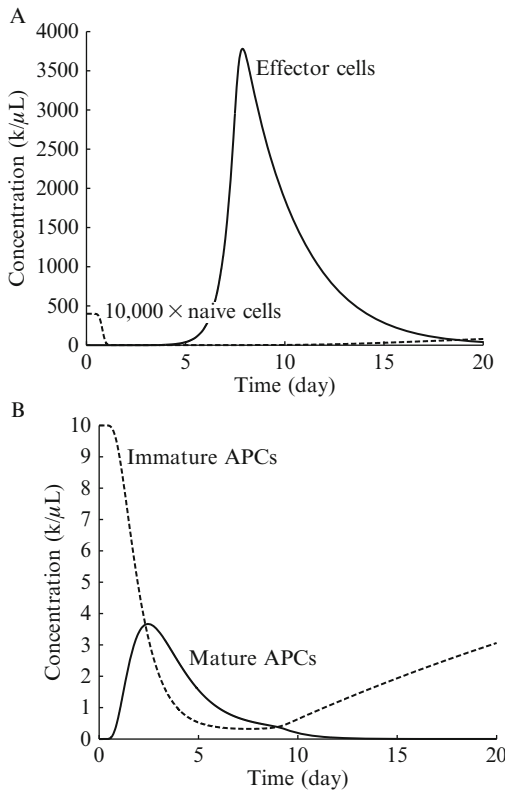 A
4000
3500
3000
2500
2000
1500
1000
500
0
Concentration (k/μL)
Effector cells
10,000 × naive cells
0 5 10 15 20
Time (day)
B
10
9
8
7
6
5
4
3
2
1
0
Concentration (k/μL)
Immature APCs
Mature APCs
0 5 10 15 20
Time (day)